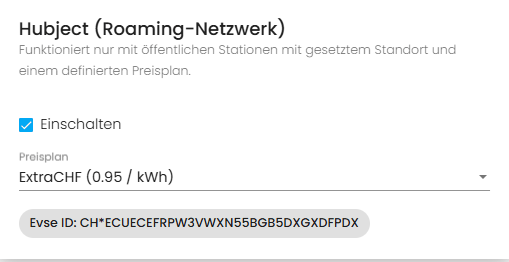 Hubject (Roaming-Netzwerk)
Funktioniert nur mit öffentlichen Stationen mit gesetztem Standort und
einem definierten Preisplan.
Einschalten
Preisplan
ExtraCHF (0.95 / kWh)
Evse ID: CH*ECUECEFRPW3VWXN55BGB5DXGXDFPDX